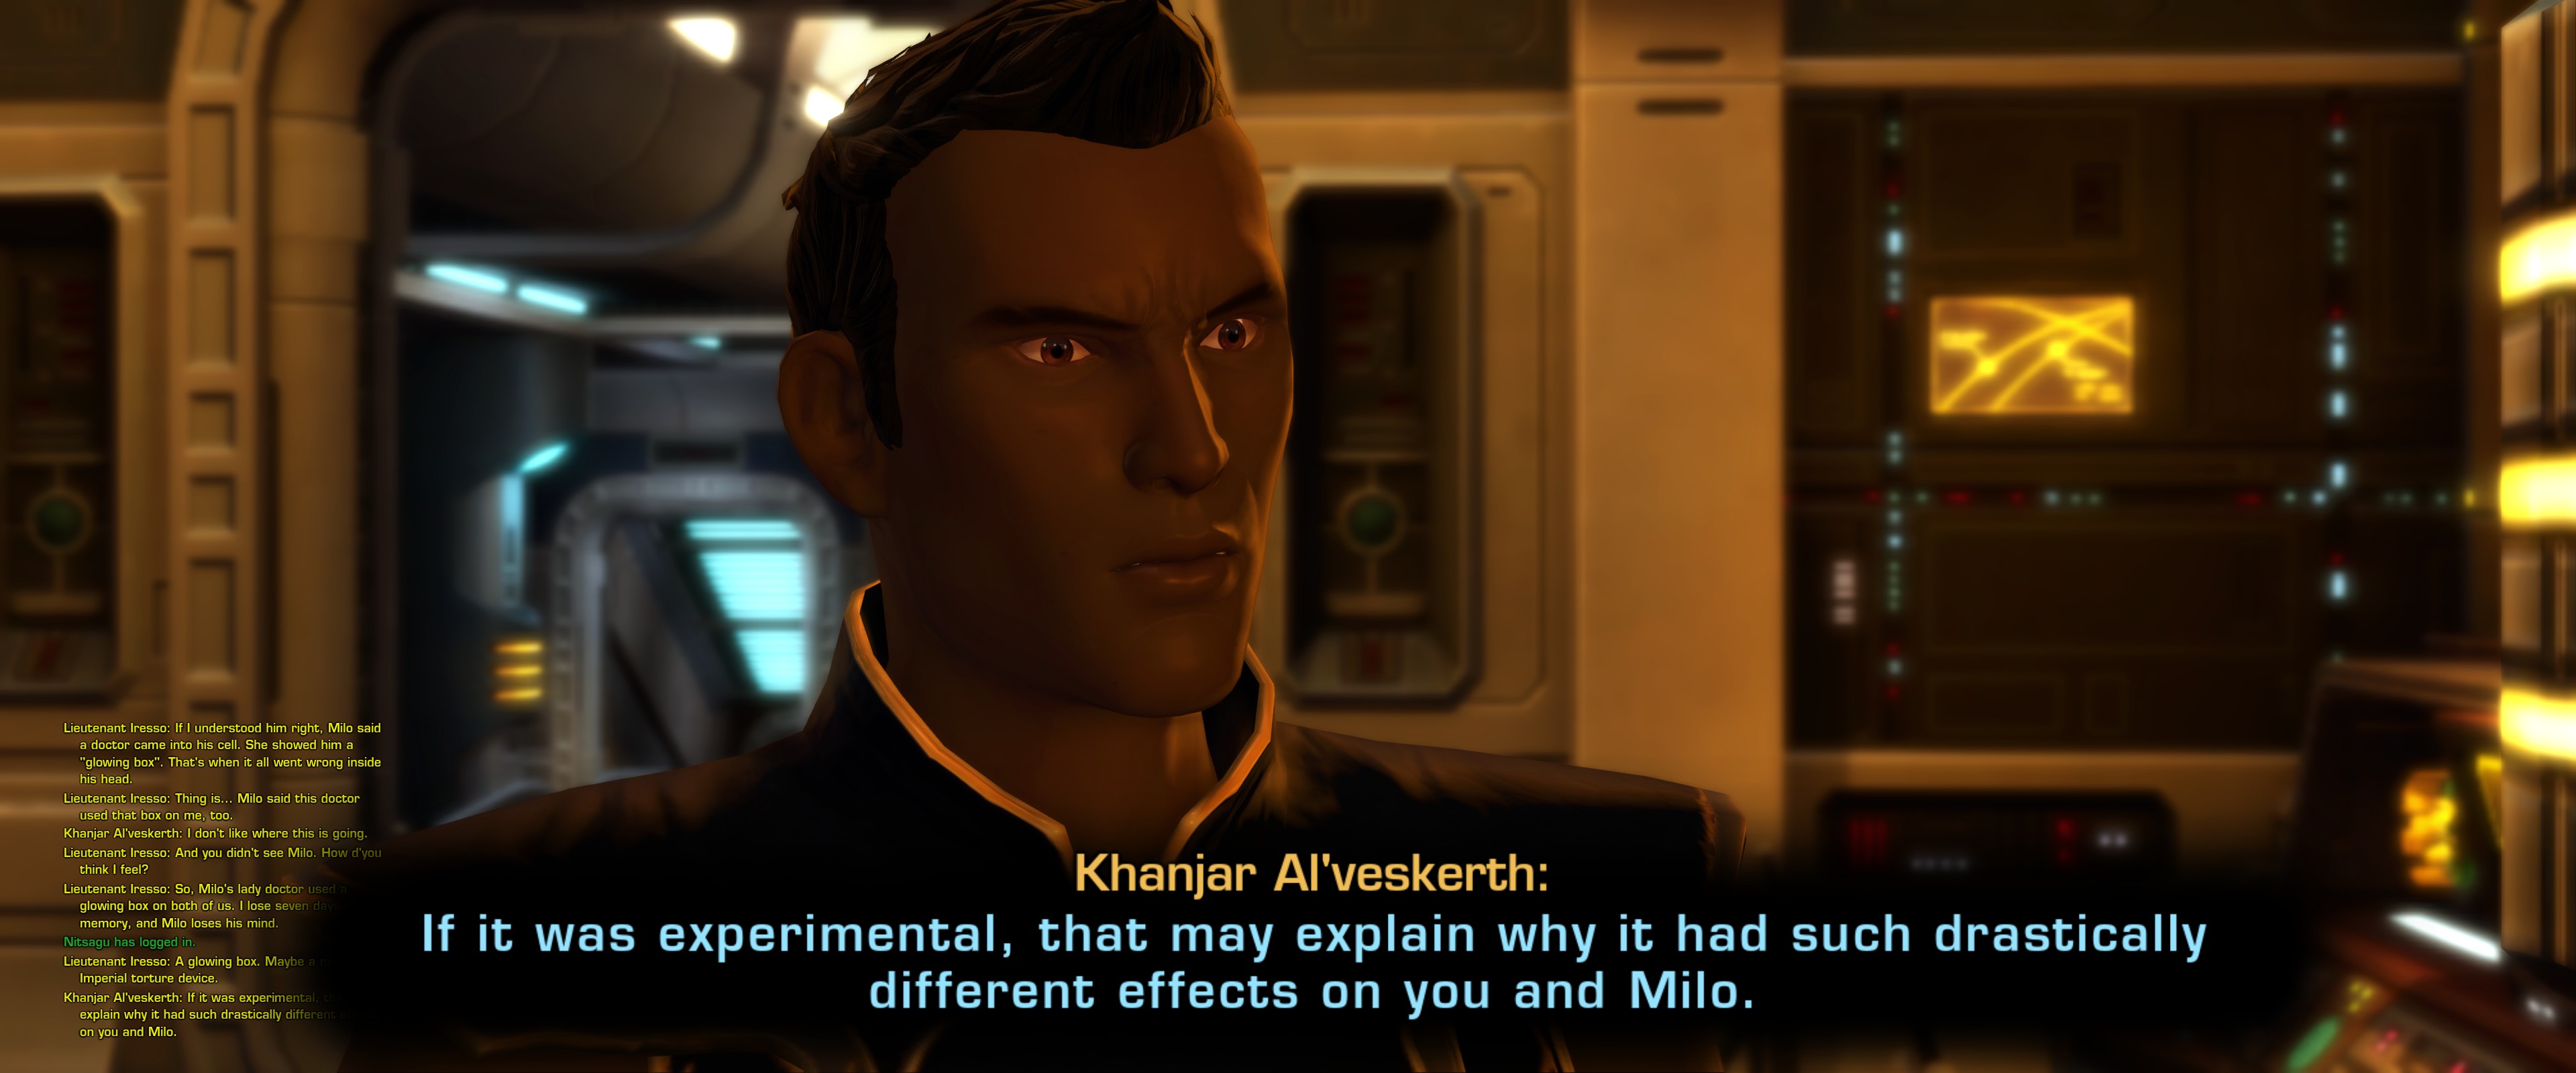 Lieutenant Iresso: If I understood him right, Milo said
a doctor came into his cell. She showed him a
"glowing box". That's when it all went wrong inside
his head.
Lieutenant Iresso: Thing is... Milo said this doctor
used that box on me, too.
Khanjar Al'veskerth: I don't like where this is going.
Lieutenant Iresso: And you didn't see Milo. How d'you
think I feel?
Lieutenant Iresso: So, Milo's lady doctor used a
glowing box on both of us. I lose seven days
memory, and Milo loses his mind.
Nitsagu has logged in.
Lieutenant Iresso: A glowing box. Maybe a
Imperial torture device.
Khanjar Al'veskerth: If it was experimental,
explain why it had such drastically different
on you and Milo.
Khanjar Al'veskerth:
If it was experimental, that may explain why it had such drastically
different effects on you and Milo.